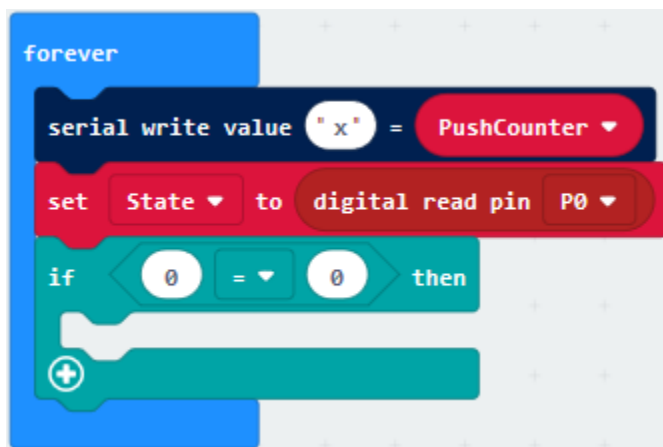 forever
serial write value "x" = PushCounter
set State to digital read pin P0
if 0 = 0 then